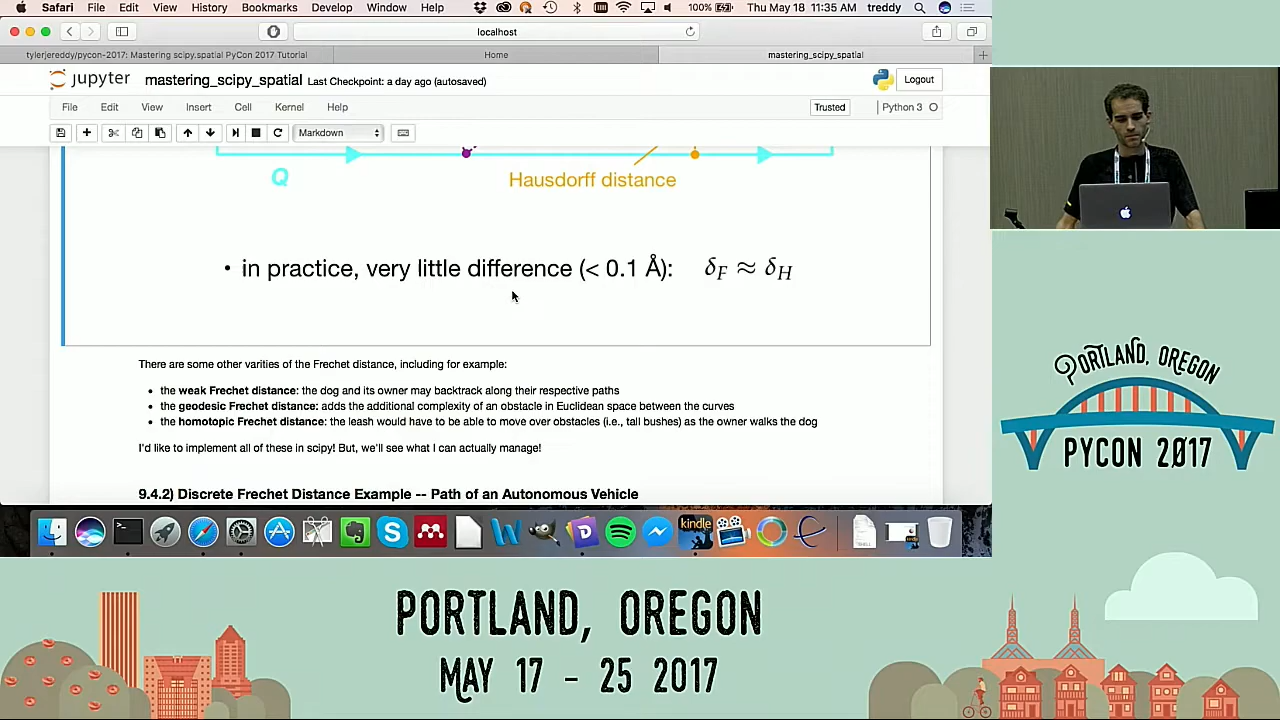 Safari File Edit View History Bookmarks Develop Window Help 100% Thu May 18 11:35 AM treddy
localhost
tylerjereddy/pycon-2017: Mastering scipy.spatial PyCon 2017 Tutorial Home mastering_scipy_spatial
jupyter mastering_scipy_spatial Last Checkpoint: a day ago (autosaved) Logout
File Edit View Insert Cell Kernel Help Trusted Python 3
Markdown
Q
Hausdorff distance
• in practice, very little difference (< 0.1 Å): δF ≈ δH
There are some other varities of the Frechet distance, including for example:
• the weak Frechet distance: the dog and its owner may backtrack along their respective paths
• the geodesic Frechet distance: adds the additional complexity of an obstacle in Euclidean space between the curves
• the homotopic Frechet distance: the leash would have to be able to move over obstacles (i.e., tall bushes) as the owner walks the dog
I'd like to implement all of these in scipy! But, we'll see what I can actually manage!
9.4.2) Discrete Frechet Distance Example -- Path of an Autonomous Vehicle
kindle
PORTLAND, OREGON
PYCON 2017
PORTLAND, OREGON
MAY 17 - 25 2017